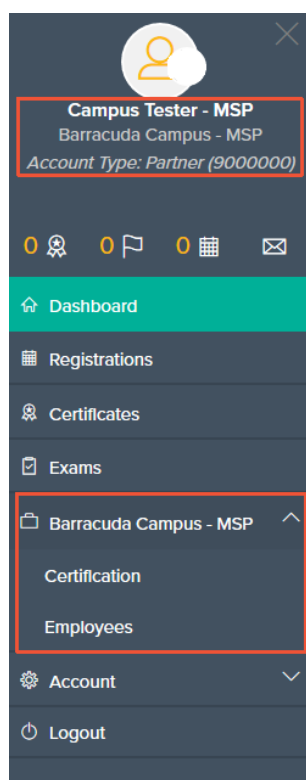 Campus Tester - MSP
Barracuda Campus - MSP
Account Type: Partner (9000000)
0 0 0
Dashboard
Registrations
Certificates
Exams
Barracuda Campus - MSP
Certification
Employees
Account
Logout